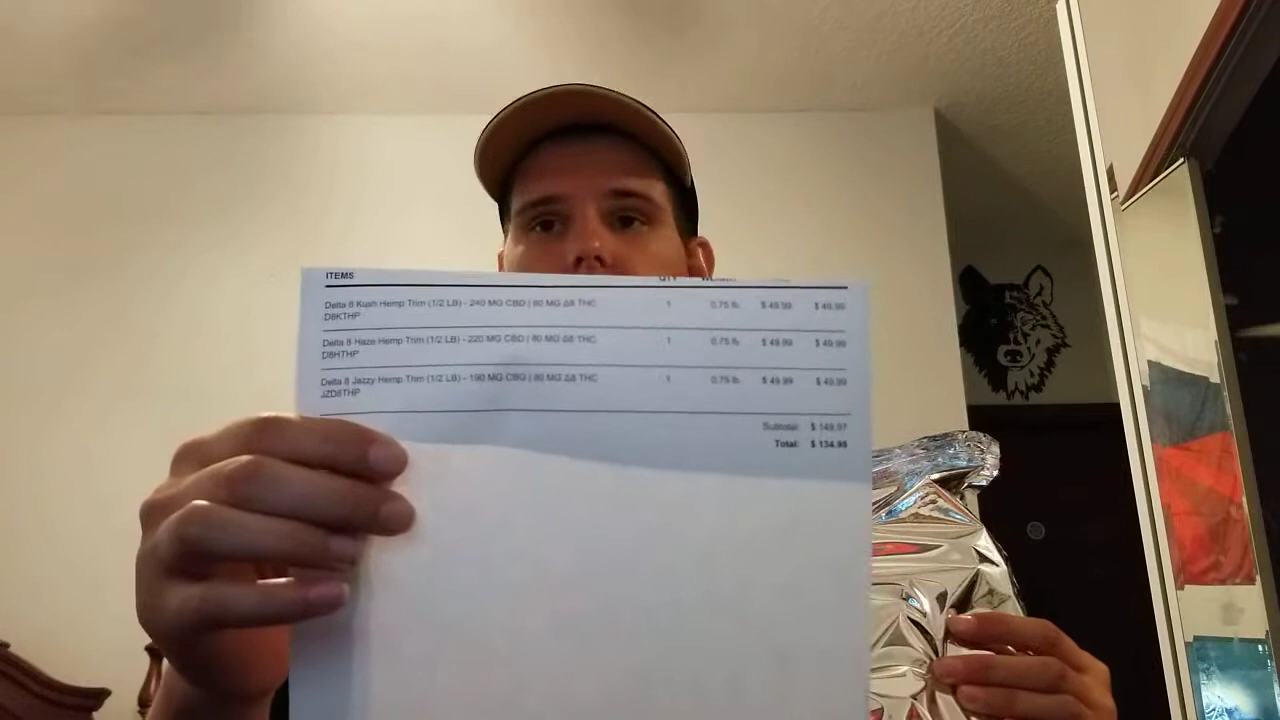 ITEMS QTY
Delta 8 Kush Hemp Trim (1/2 LB) - 240 MG CBD | 80 MG Δ8 THC 1 0.75 lb $ 49.99 $ 49.99
D8KTHP
Delta 8 Haze Hemp Trim (1/2 LB) - 220 MG CBD | 80 MG Δ8 THC 1 0.75 lb $ 49.99 $ 49.99
D8HTHP
Delta 8 Jazzy Hemp Trim (1/2 LB) - 190 MG CBG | 80 MG Δ8 THC 1 0.75 lb $ 49.99 $ 49.99
JZD8THP
Subtotal: $ 149.97
Total: $ 134.98